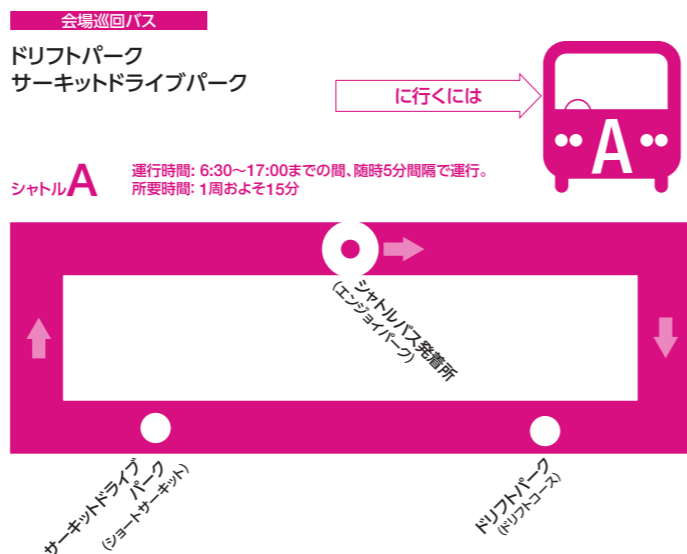 会場巡回バス
ドリフトパーク
サーキットドライブパーク
に行くには
A
シャトルA
運行時間: 6:30〜17:00までの間、随時5分間隔で運行。
所要時間: 1周およそ15分
シャトルバス発着所
(エンジョイパーク)
サーキットドライブ
パーク
(ショートサーキット)
ドリフトパーク
(ドリフトコース)